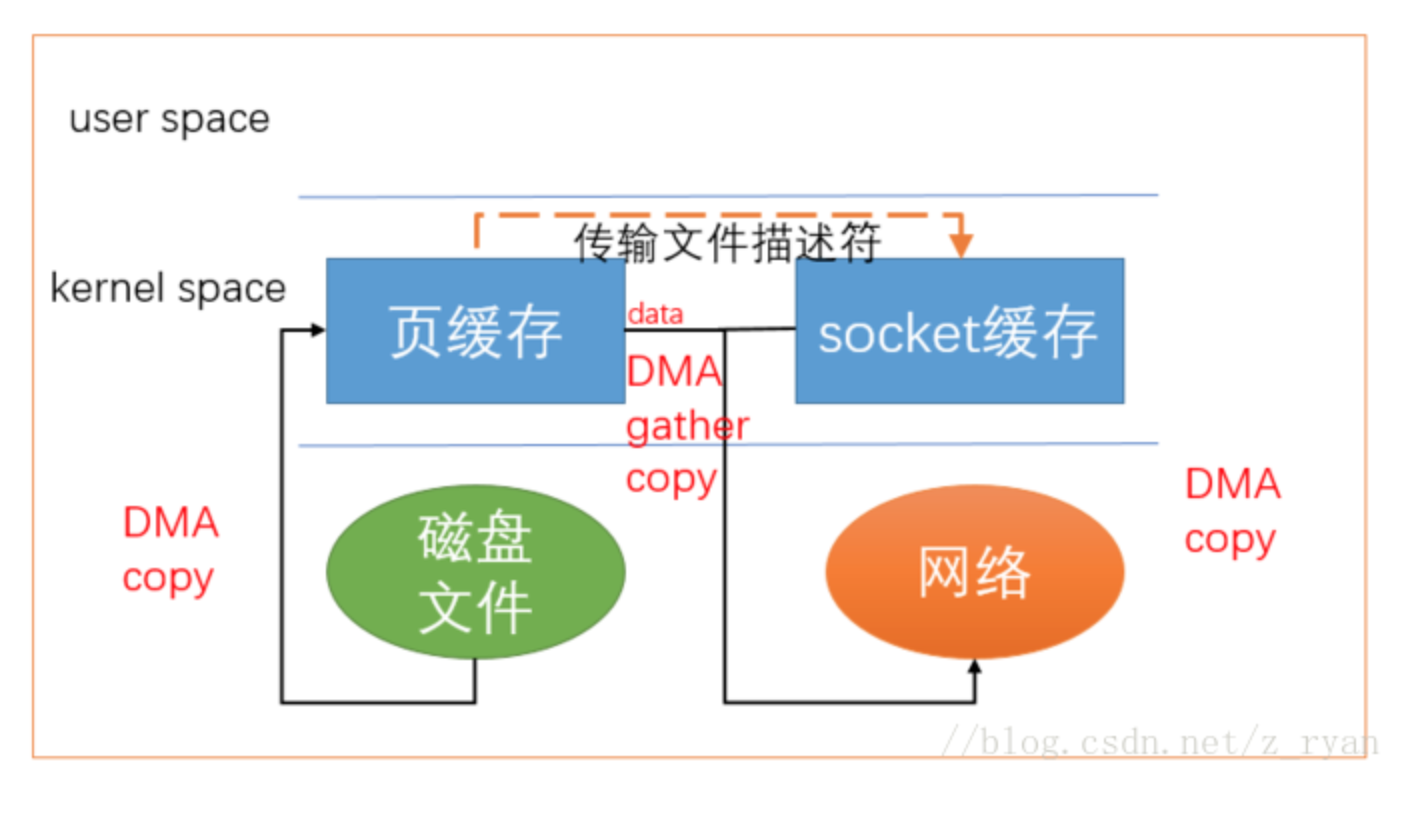 user space
传输文件描述符
kernel space
页缓存
data
socket缓存
DMA
gather
copy
DMA
copy
磁盘
文件
网络
DMA
copy
//blog.csdn.net/z_ryan